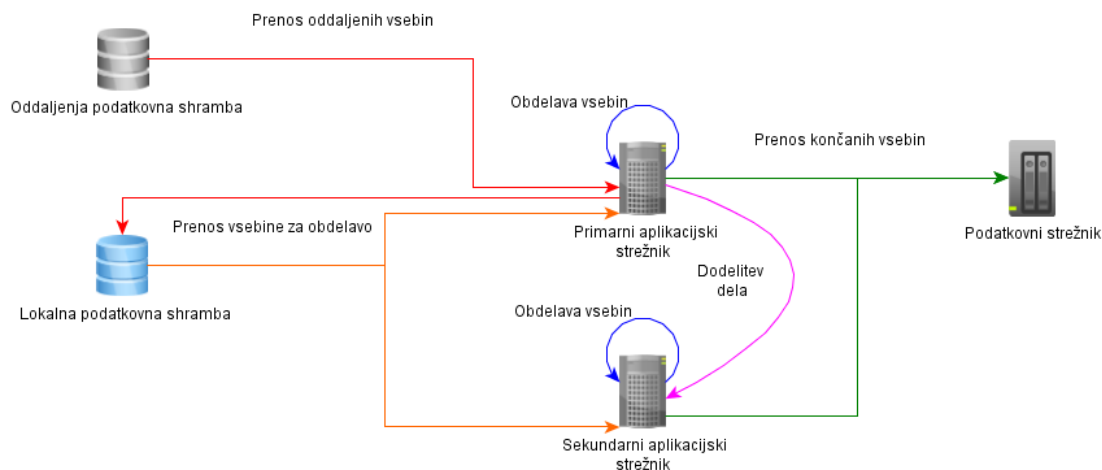 Prenos oddaljenih vsebin
Oddaljenja podatkovna shramba
Obdelava vsebin
Prenos končanih vsebin
Prenos vsebine za obdelavo
Primarni aplikacijski
strežnik
Podatkovni strežnik
Dodelitev
dela
Lokalna podatkovna shramba
Obdelava vsebin
Sekundarni aplikacijski
strežnik